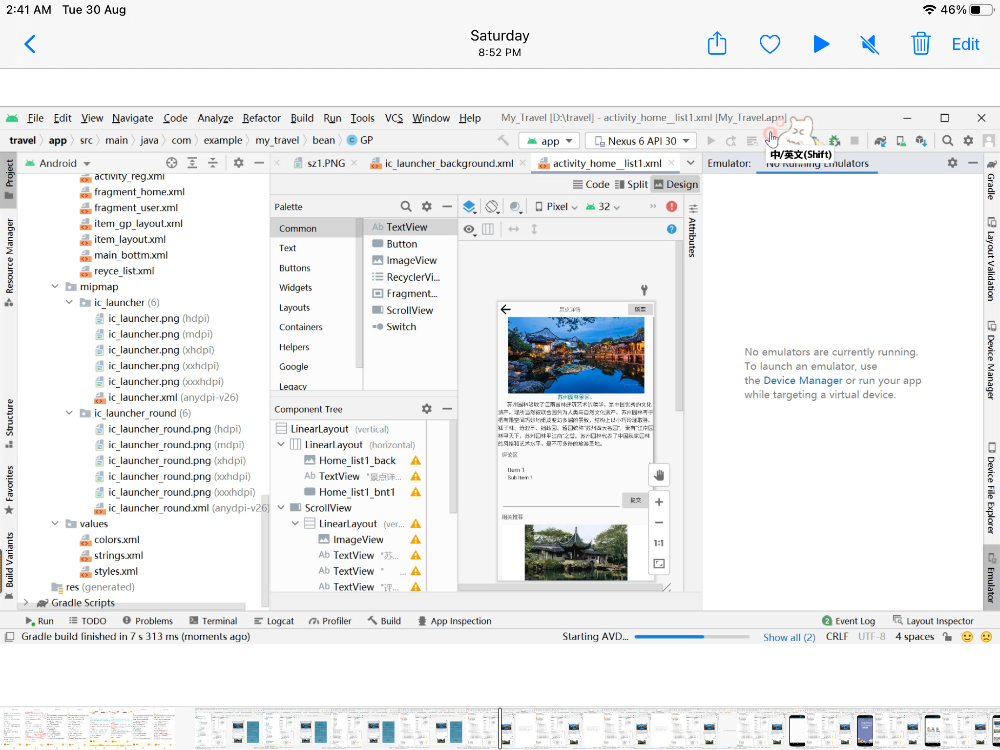 2:41 AM Tue 30 Aug
46%
Saturday
8:52 PM
Edit
File Edit View Navigate Code Analyze Refactor Build Run Tools VCS Window Help My_Travel [D:\travel] - activity_home__list1.xml [My_Travel.app]
travel app src main java com example my_travel bean GP
app Nexus 6 API 30
中/英文(Shift)
Android
sz1.PNG ic_launcher_background.xml activity_home__list1.xml
Emulator: No Running Emulators
Code Split Design
Project
Resource Manager
Structure
Favorites
Build Variants
activity_reg.xml
fragment_home.xml
fragment_user.xml
item_gp_layout.xml
item_layout.xml
main_bottm.xml
reyce_list.xml
mipmap
ic_launcher (6)
ic_launcher.png (hdpi)
ic_launcher.png (mdpi)
ic_launcher.png (xhdpi)
ic_launcher.png (xxhdpi)
ic_launcher.png (xxxhdpi)
ic_launcher.xml (anydpi-v26)
ic_launcher_round (6)
ic_launcher_round.png (hdpi)
ic_launcher_round.png (mdpi)
ic_launcher_round.png (xhdpi)
ic_launcher_round.png (xxhdpi)
ic_launcher_round.png (xxxhdpi)
ic_launcher_round.xml (anydpi-v26)
values
colors.xml
strings.xml
styles.xml
res (generated)
Gradle Scripts
Palette
Common
Text
Buttons
Widgets
Layouts
Containers
Helpers
Google
Legacy
Ab TextView
Button
ImageView
RecyclerVi...
Fragment...
ScrollView
Switch
Component Tree
LinearLayout (vertical)
LinearLayout (horizontal)
Home_list1_back
Ab TextView "景点详...
Home_list1_bnt1
ScrollView
LinearLayout (ver...
ImageView
Ab TextView "苏...
Ab TextView " ...
Ab TextView "评...
Pixel 32
Attributes
景点详情
购票
苏州园林景区。
苏州园林吸收了江南园林建筑艺术的精华，是中国优秀的文化
遗产，理所当然被联合国列为人类与自然文化遗产。苏州园林善于
把有限空间巧妙地组成变幻多端的景致，结构上以小巧玲珑取胜。
狮子林、沧浪亭、拙政园、留园统称“苏州四大名园”，素有“江南园
林甲天下，苏州园林甲江南”之誉。苏州园林代表了中国私家园林
的风格和艺术水平，是不可多得的旅游圣地。
评论区
Item 1
Sub Item 1
提交
相关推荐
1:1
No emulators are currently running.
To launch an emulator, use
the Device Manager or run your app
while targeting a virtual device.
Gradle
Layout Validation
Device Manager
Device File Explorer
Emulator
Run TODO Problems Terminal Logcat Profiler Build App Inspection
2 Event Log Layout Inspector
Gradle build finished in 7 s 313 ms (moments ago)
Starting AVD... Show all (2) CRLF UTF-8 4 spaces